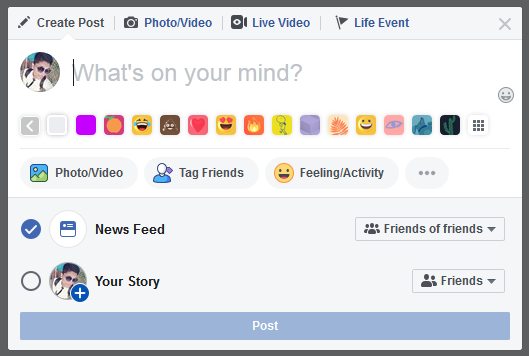 Create Post Photo/Video Live Video Life Event
What's on your mind?
Photo/Video Tag Friends Feeling/Activity
News Feed Friends of friends
Your Story Friends
Post